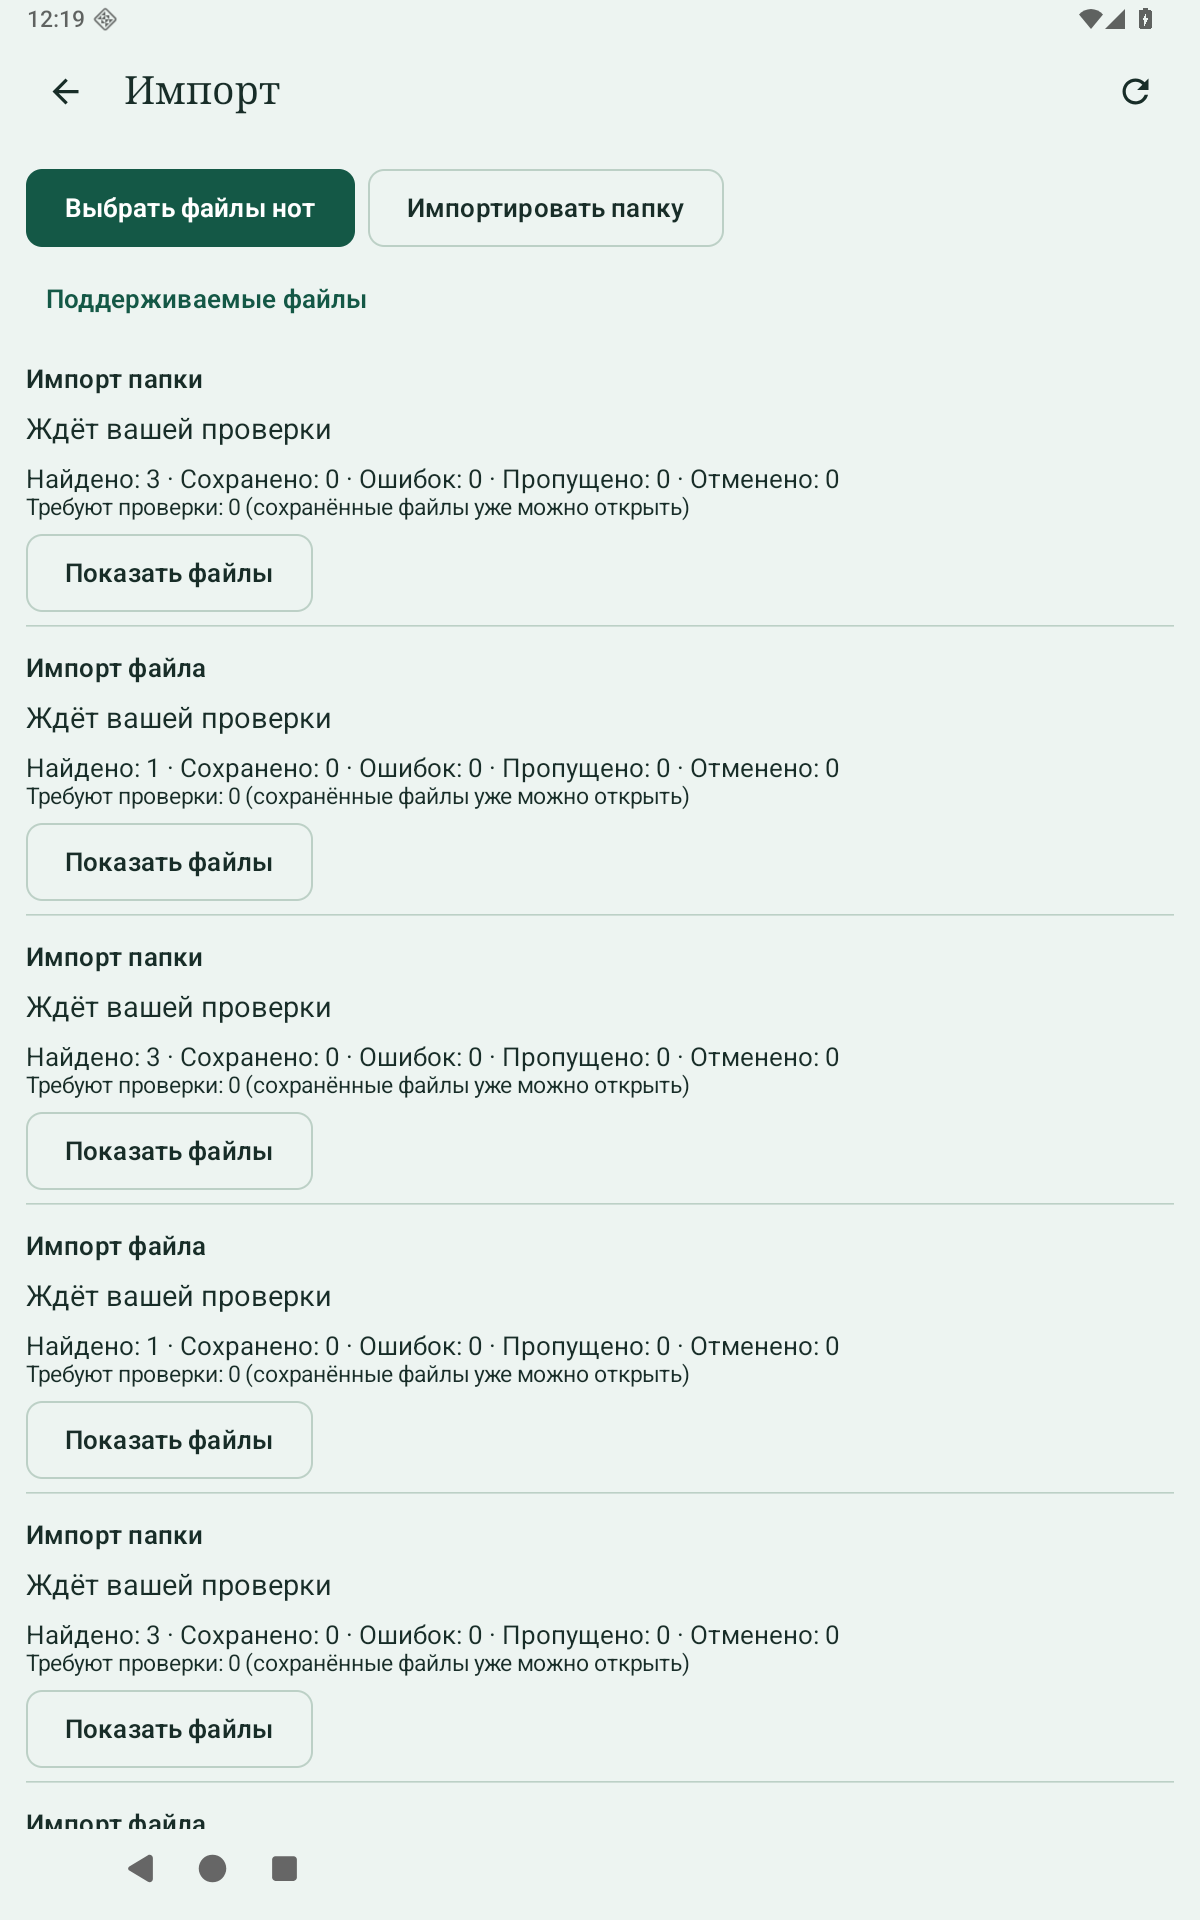 12:19
Импорт
Выбрать файлы нот
Импортировать папку
Поддерживаемые файлы
Импорт папки
Ждёт вашей проверки
Найдено: 3 · Сохранено: 0 · Ошибок: 0 · Пропущено: 0 · Отменено: 0
Требуют проверки: 0 (сохранённые файлы уже можно открыть)
Показать файлы
Импорт файла
Ждёт вашей проверки
Найдено: 1 · Сохранено: 0 · Ошибок: 0 · Пропущено: 0 · Отменено: 0
Требуют проверки: 0 (сохранённые файлы уже можно открыть)
Показать файлы
Импорт папки
Ждёт вашей проверки
Найдено: 3 · Сохранено: 0 · Ошибок: 0 · Пропущено: 0 · Отменено: 0
Требуют проверки: 0 (сохранённые файлы уже можно открыть)
Показать файлы
Импорт файла
Ждёт вашей проверки
Найдено: 1 · Сохранено: 0 · Ошибок: 0 · Пропущено: 0 · Отменено: 0
Требуют проверки: 0 (сохранённые файлы уже можно открыть)
Показать файлы
Импорт папки
Ждёт вашей проверки
Найдено: 3 · Сохранено: 0 · Ошибок: 0 · Пропущено: 0 · Отменено: 0
Требуют проверки: 0 (сохранённые файлы уже можно открыть)
Показать файлы
Импорт файла